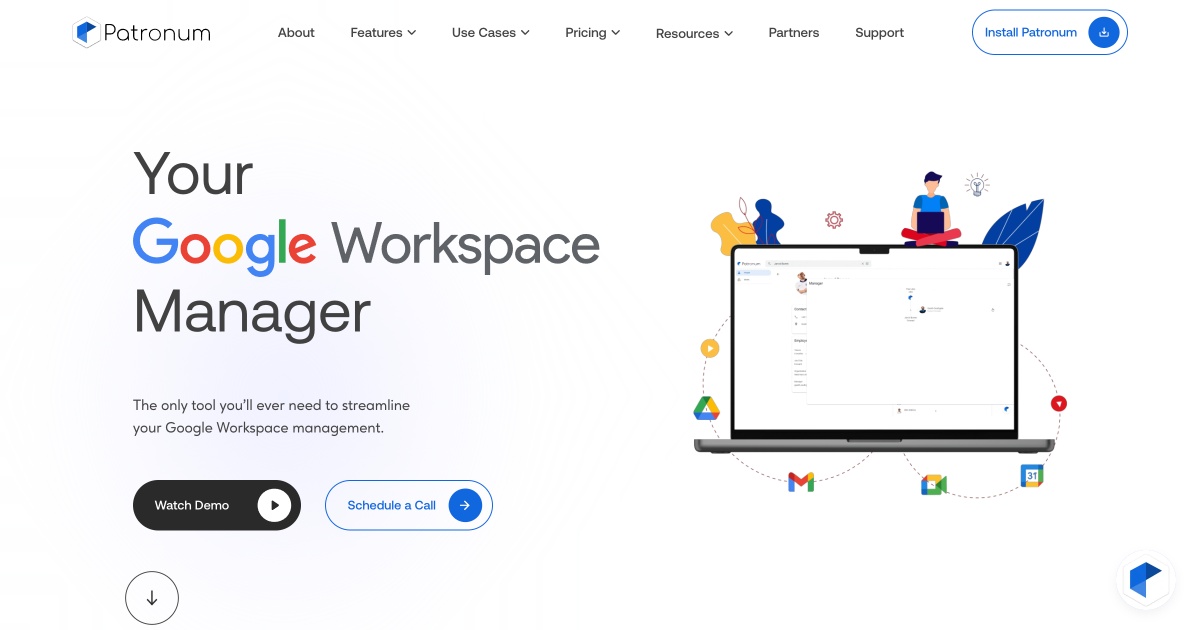 Patronum
About
Features
Use Cases
Pricing
Resources
Partners
Support
Install Patronum
Your
Google Workspace
Manager
The only tool you'll ever need to streamline
your Google Workspace management.
Watch Demo
Schedule a Call
Patronum
Manager
31